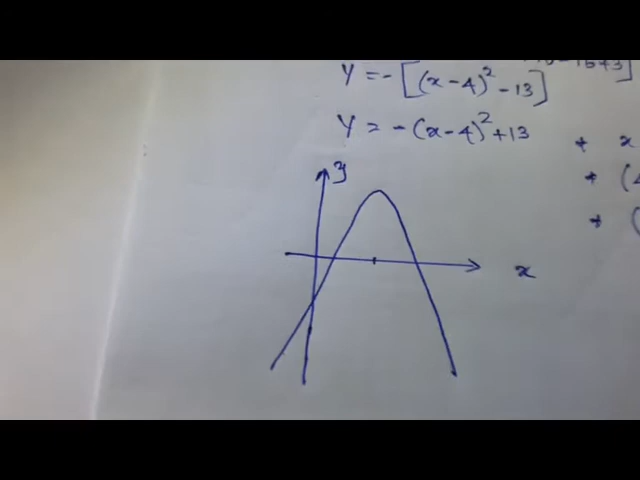 Y = -[(x-4)² - 13]
Y = -(x-4)² + 13
* x
y
* (
* (
x